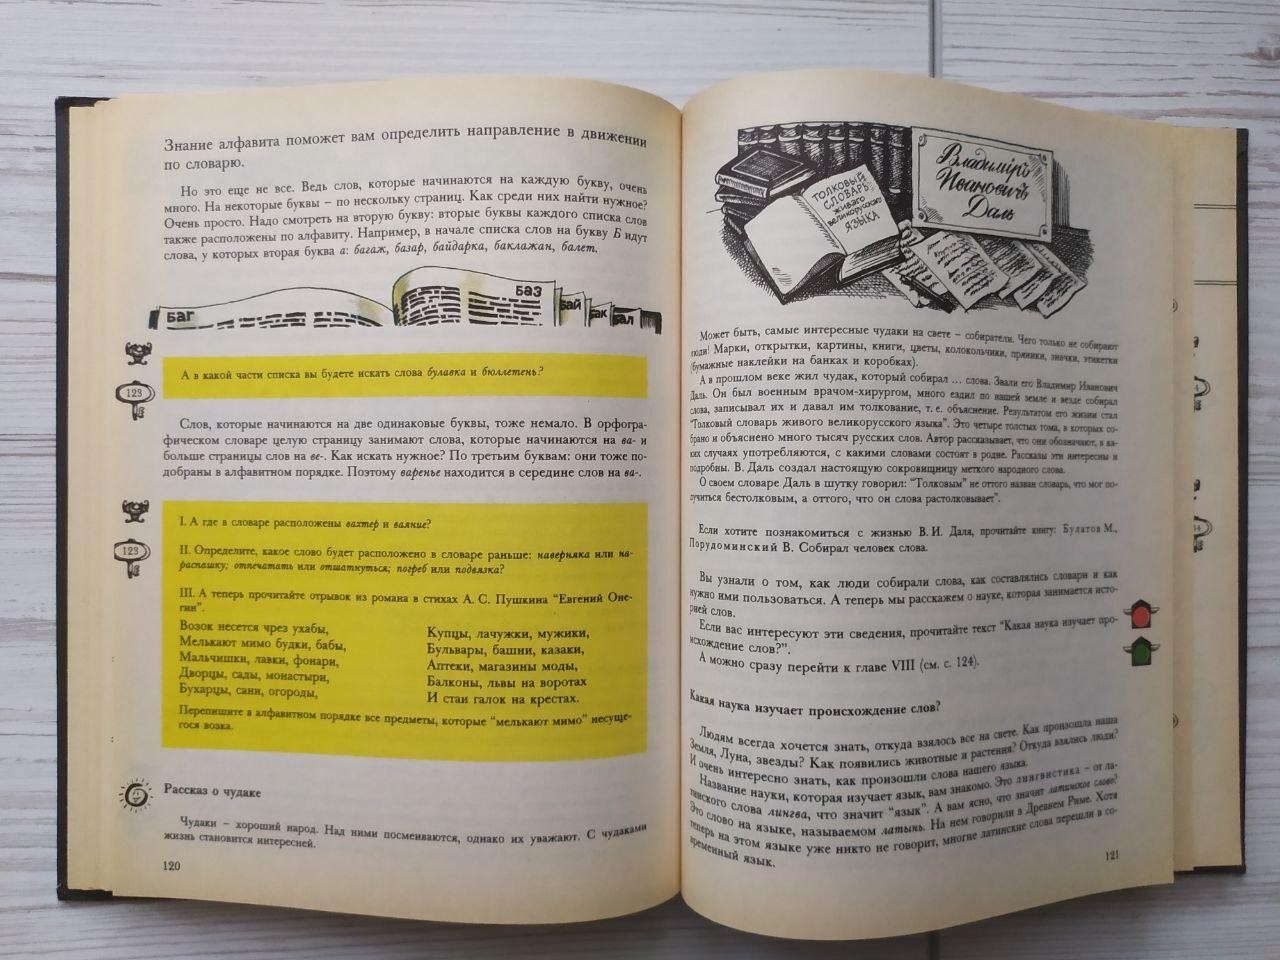 Знание алфавита поможет вам определить направление в движении
по словарю.
Но это еще не все. Ведь слов, которые начинаются на каждую букву, очень
много. На некоторые буквы – по нескольку страниц. Как среди них найти нужное?
Очень просто. Надо смотреть на вторую букву: вторые буквы каждого списка слов
также расположены по алфавиту. Например, в начале списка слов на букву Б идут
слова, у которых вторая буква а: багаж, базар, байдарка, баклажан, балет.
баг
баз
бай
бак
бал
А в какой части списка вы будете искать слова булавка и бюллетень?
123
Слов, которые начинаются на две одинаковые буквы, тоже немало. В орфогра-
фическом словаре целую страницу занимают слова, которые начинаются на ва- и
больше страницы слов на ве-. Как искать нужное? По третьим буквам: они тоже по-
добраны в алфавитном порядке. Поэтому варенье находится в середине слов на ва-.
I. А где в словаре расположены вахтер и ваяние?
123
II. Определите, какое слово будет расположено в словаре раньше: наверняка или на-
распашку; отпечатать или отшатнуться; погреб или подвязка?
III. А теперь прочитайте отрывок из романа в стихах А. С. Пушкина "Евгений Оне-
гин".
Возок несется чрез ухабы,
Мелькают мимо будки, бабы,
Мальчишки, лавки, фонари,
Дворцы, сады, монастыри,
Бухарцы, сани, огороды,
Купцы, лачужки, мужики,
Бульвары, башни, казаки,
Аптеки, магазины моды,
Балконы, львы на воротах
И стаи галок на крестах.
Перепишите в алфавитном порядке все предметы, которые "мелькают мимо" несуще-
гося возка.
Рассказ о чудаке
Чудаки – хороший народ. Над ними посмеиваются, однако их уважают. С чудаками
жизнь становится интересней.
120
Владимiръ
Ивановичъ
Даль
ТОЛКОВЫЙ
СЛОВАРЬ
живаго
великорусскаго
ЯЗЫКА
Может быть, самые интересные чудаки на свете – собиратели. Чего только не собирают
люди! Марки, открытки, картины, книги, цветы, колокольчики, пряники, значки, этикетки
(бумажные наклейки на банках и коробках).
А в прошлом веке жил чудак, который собирал ... слова. Звали его Владимир Иванович
Даль. Он был военным врачом-хирургом, много ездил по нашей земле и везде собирал
слова, записывал их и давал им толкование, т. е. объяснение. Результатом его жизни стал
"Толковый словарь живого великорусского языка". Это четыре толстых тома, в которых со-
брано и объяснено много тысяч русских слов. Автор рассказывает, что они обозначают, в ка-
ких случаях употребляются, с какими словами состоят в родне. Рассказы эти интересны и
подробны. В. Даль создал настоящую сокровищницу меткого народного слова.
О своем словаре Даль в шутку говорил: "Толковым" не оттого назван словарь, что мог по-
лучиться бестолковым, а оттого, что он слова растолковывает".
Если хотите познакомиться с жизнью В. И. Даля, прочитайте книгу: Булатов М.,
Порудоминский В. Собирал человек слова.
Вы узнали о том, как люди собирали слова, как составлялись словари и как
нужно ими пользоваться. А теперь мы расскажем о науке, которая занимается исто-
рией слов.
Если вас интересуют эти сведения, прочитайте текст "Какая наука изучает про-
исхождение слов?".
А можно сразу перейти к главе VIII (см. с. 124).
Какая наука изучает происхождение слов?
Людям всегда хочется знать, откуда взялось все на свете. Как произошла наша
Земля, Луна, звезды? Как появились животные и растения? Откуда взялись люди?
И очень интересно знать, как произошли слова нашего языка.
Название науки, которая изучает язык, вам знакомо. Это лингвистика – от ла-
тинского слова лингва, что значит "язык". А вам ясно, что значит латинское слово?
Это слово на языке, называемом латынь. На нем говорили в Древнем Риме. Хотя
теперь на этом языке уже никто не говорит, многие латинские слова перешли в со-
временный язык.
121